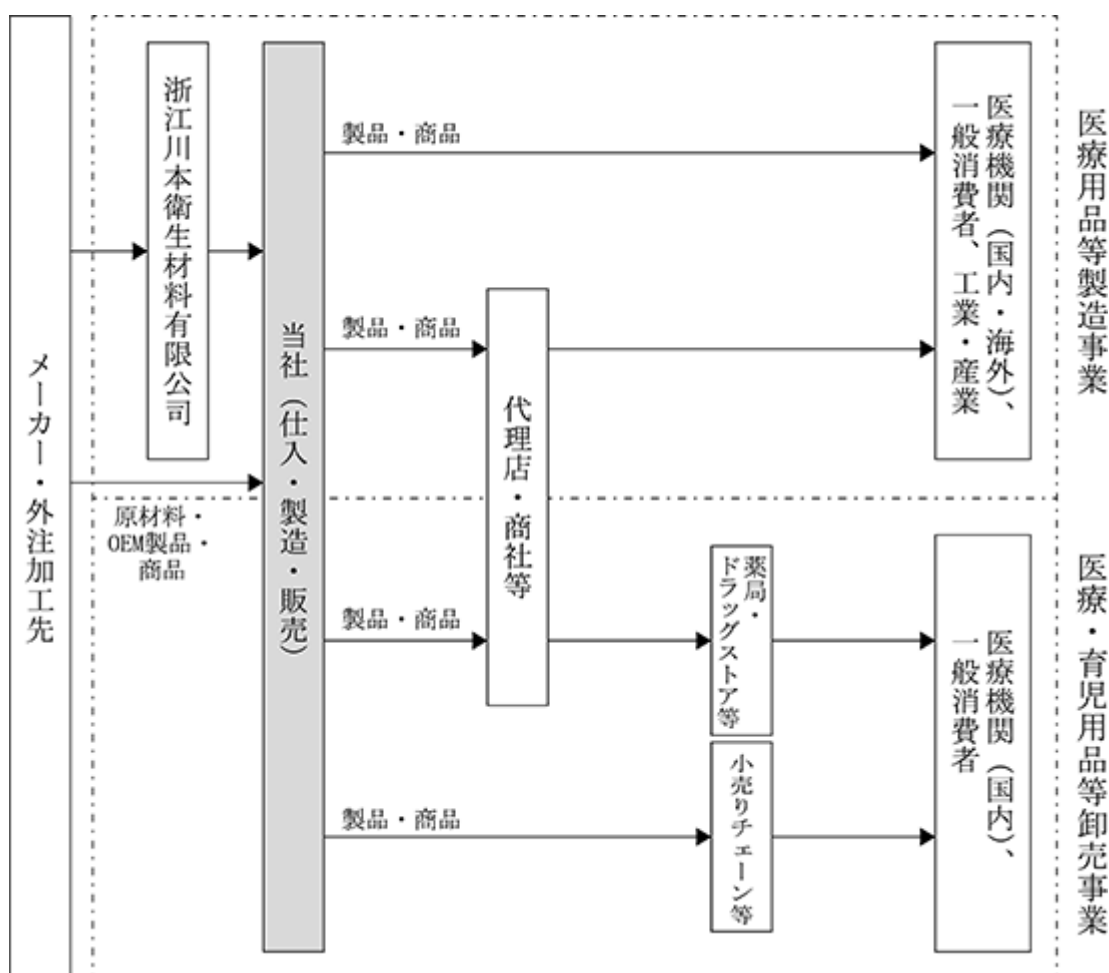 メーカー・外注加工先
浙江川本衛生材料有限公司
原材料・
OEM製品・
商品
当社（仕入・製造・販売）
製品・商品
製品・商品
製品・商品
製品・商品
代理店・商社等
薬局・
ドラッグストア等
小売りチェーン等
医療機関（国内・海外）、
一般消費者、工業・産業
医療機関（国内）、
一般消費者
医療用品等製造事業
医療・育児用品等卸売事業